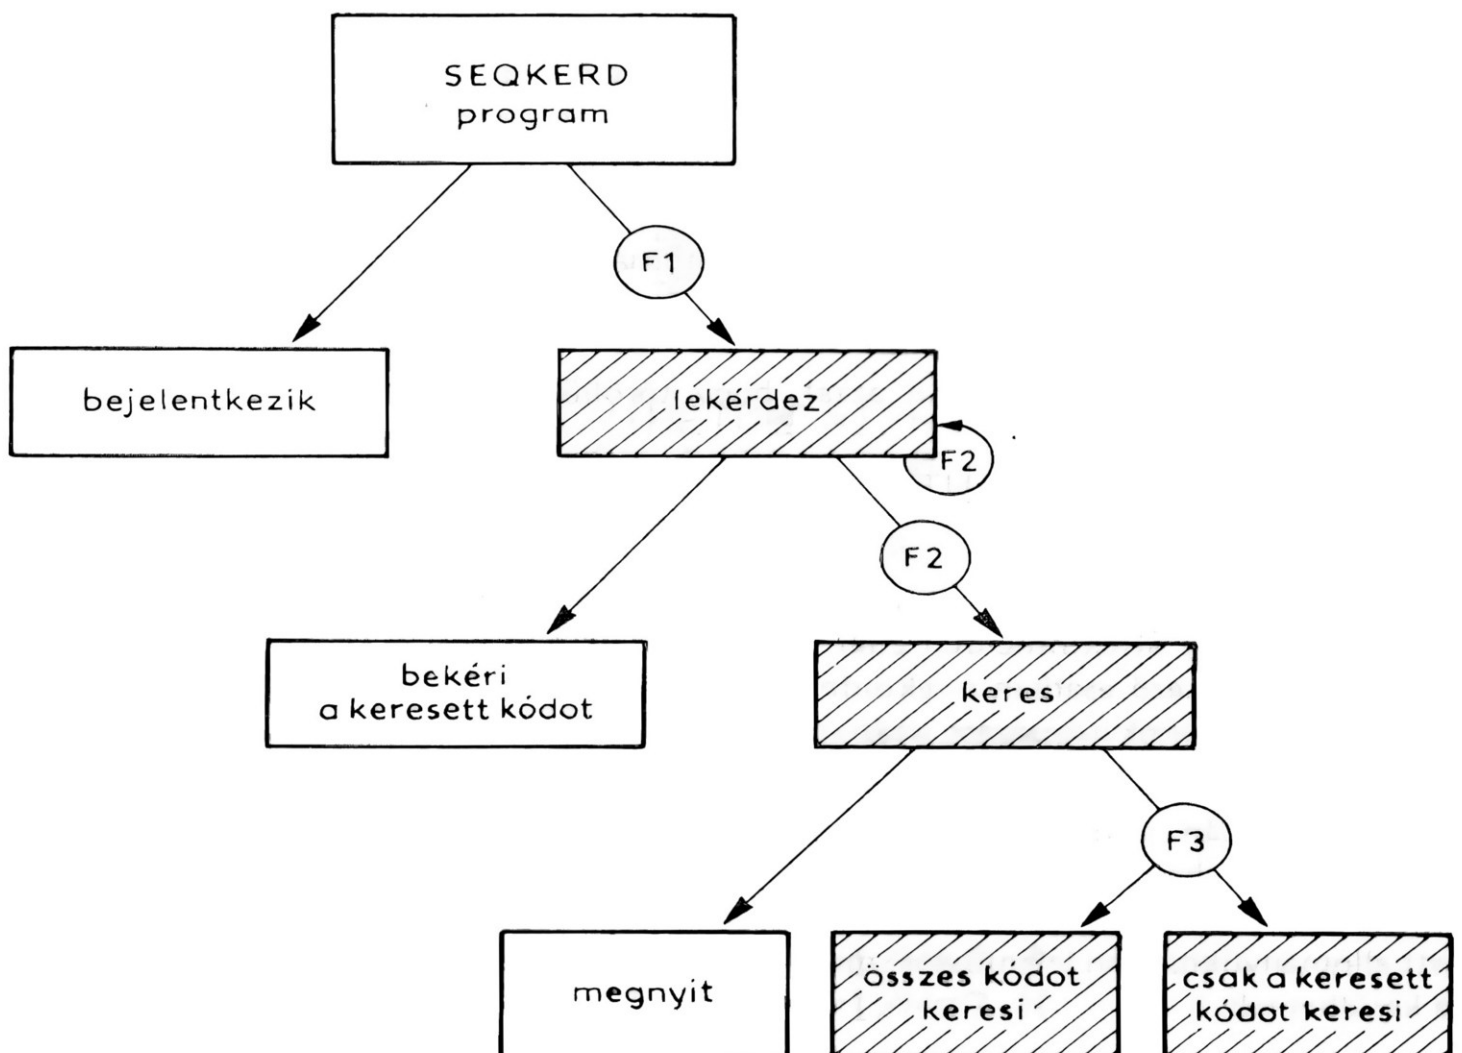 SEQKERD
program
F1
bejelentkezik
lekérdez
F2
F2
bekéri
a keresett kódot
keres
F3
megnyit
összes kódot
keresi
csak a keresett
kódot keresi